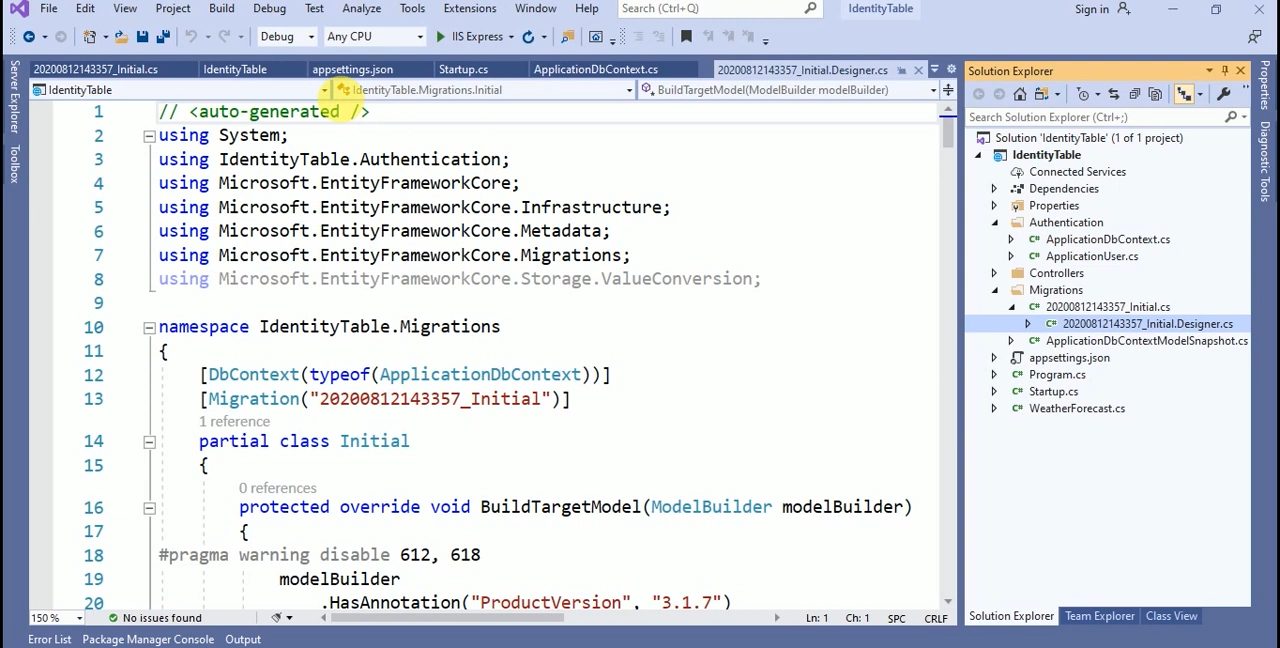 File Edit View Project Build Debug Test Analyze Tools Extensions Window Help Search (Ctrl+Q) IdentityTable Sign in
Debug Any CPU IIS Express
Server Explorer
Toolbox
20200812143357_Initial.cs IdentityTable appsettings.json Startup.cs ApplicationDbContext.cs 20200812143357_Initial.Designer.cs
IdentityTable IdentityTable.Migrations.Initial BuildTargetModel(ModelBuilder modelBuilder)
1 // <auto-generated />
2 using System;
3 using IdentityTable.Authentication;
4 using Microsoft.EntityFrameworkCore;
5 using Microsoft.EntityFrameworkCore.Infrastructure;
6 using Microsoft.EntityFrameworkCore.Metadata;
7 using Microsoft.EntityFrameworkCore.Migrations;
8 using Microsoft.EntityFrameworkCore.Storage.ValueConversion;
9
10 namespace IdentityTable.Migrations
11 {
12 [DbContext(typeof(ApplicationDbContext))]
13 [Migration("20200812143357_Initial")]
1 reference
14 partial class Initial
15 {
0 references
16 protected override void BuildTargetModel(ModelBuilder modelBuilder)
17 {
18 #pragma warning disable 612, 618
19 modelBuilder
20 .HasAnnotation("ProductVersion", "3.1.7")
150 % No issues found Ln: 1 Ch: 1 SPC CRLF
Solution Explorer
Search Solution Explorer (Ctrl+;)
Solution 'IdentityTable' (1 of 1 project)
IdentityTable
Connected Services
Dependencies
Properties
Authentication
C# ApplicationDbContext.cs
C# ApplicationUser.cs
Controllers
Migrations
C# 20200812143357_Initial.cs
C# 20200812143357_Initial.Designer.cs
C# ApplicationDbContextModelSnapshot.cs
appsettings.json
C# Program.cs
C# Startup.cs
C# WeatherForecast.cs
Solution Explorer Team Explorer Class View
Properties
Diagnostic Tools
Error List Package Manager Console Output